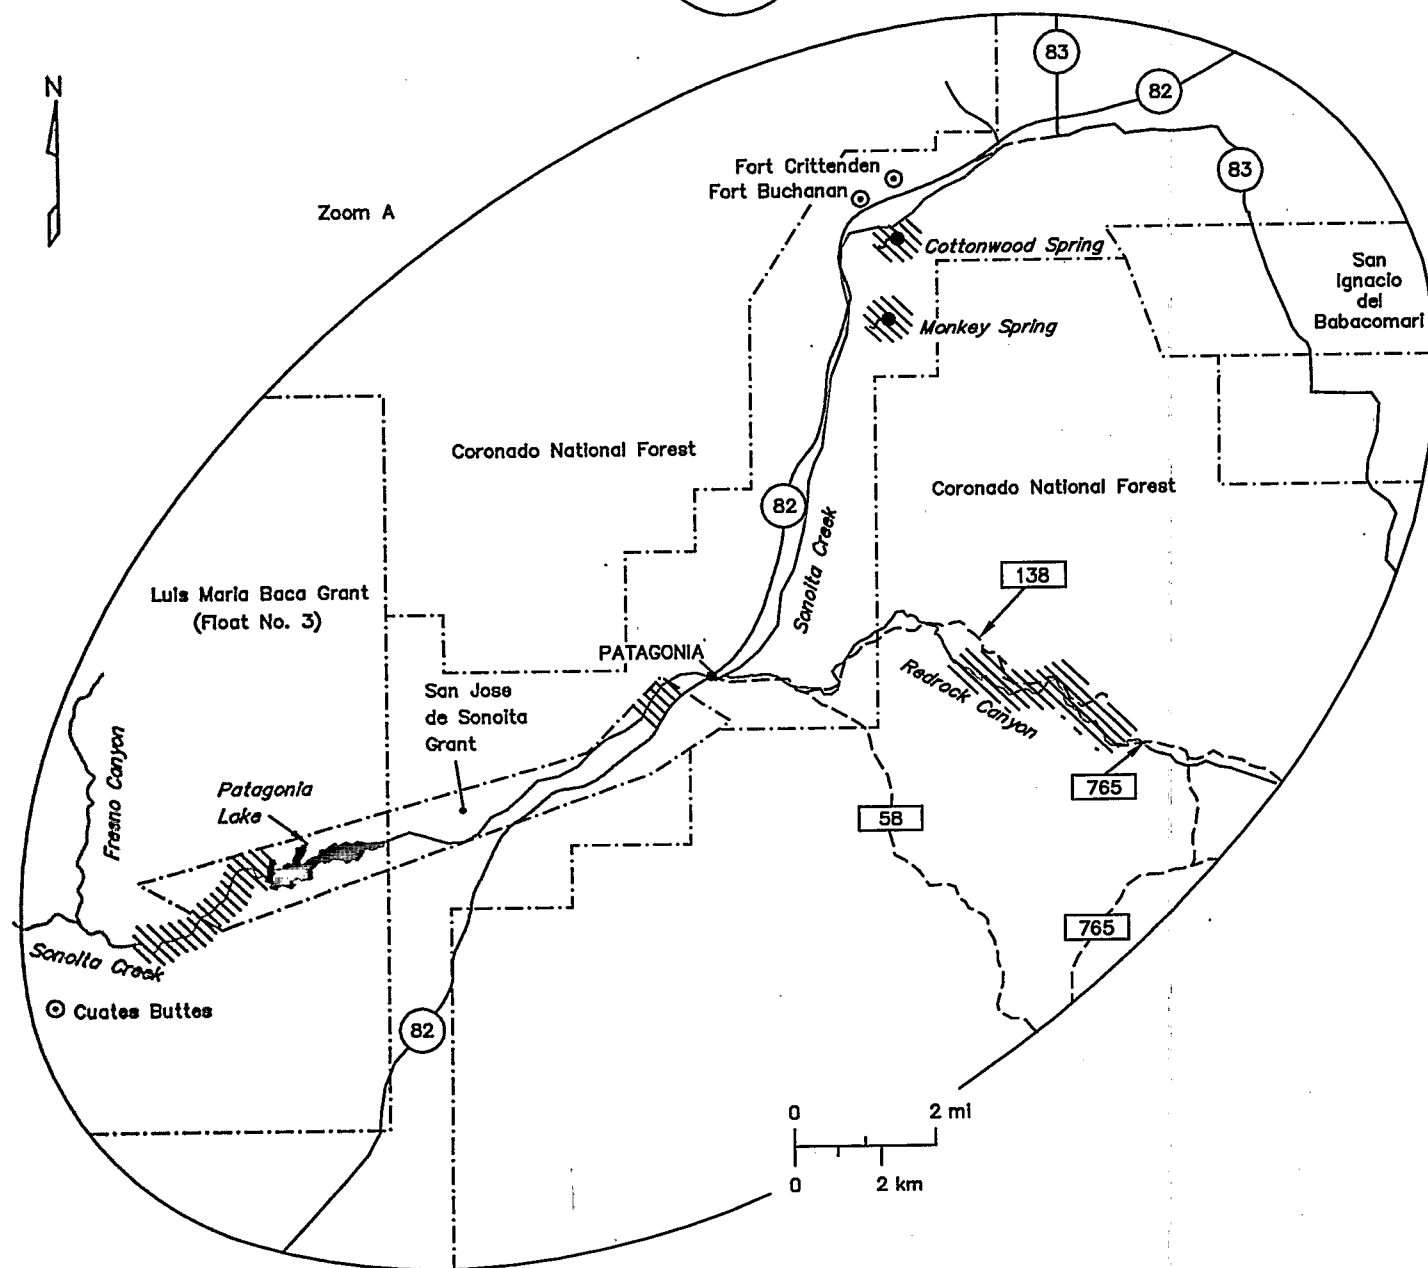 83
82
N
Fort Crittenden
83
Fort Buchanan
Zoom A
Cottonwood Spring
San
Ignacio
del
Babacomari
Monkey Spring
Coronado National Forest
Coronado National Forest
82
Sonoita Creek
138
Luis Maria Baca Grant
(Float No. 3)
PATAGONIA
Redrock Canyon
San Jose
de Sonoita
Grant
Fresno Canyon
Patagonia
Lake
765
58
765
Sonoita Creek
Cuates Buttes
82
0 2 mi
0 2 km